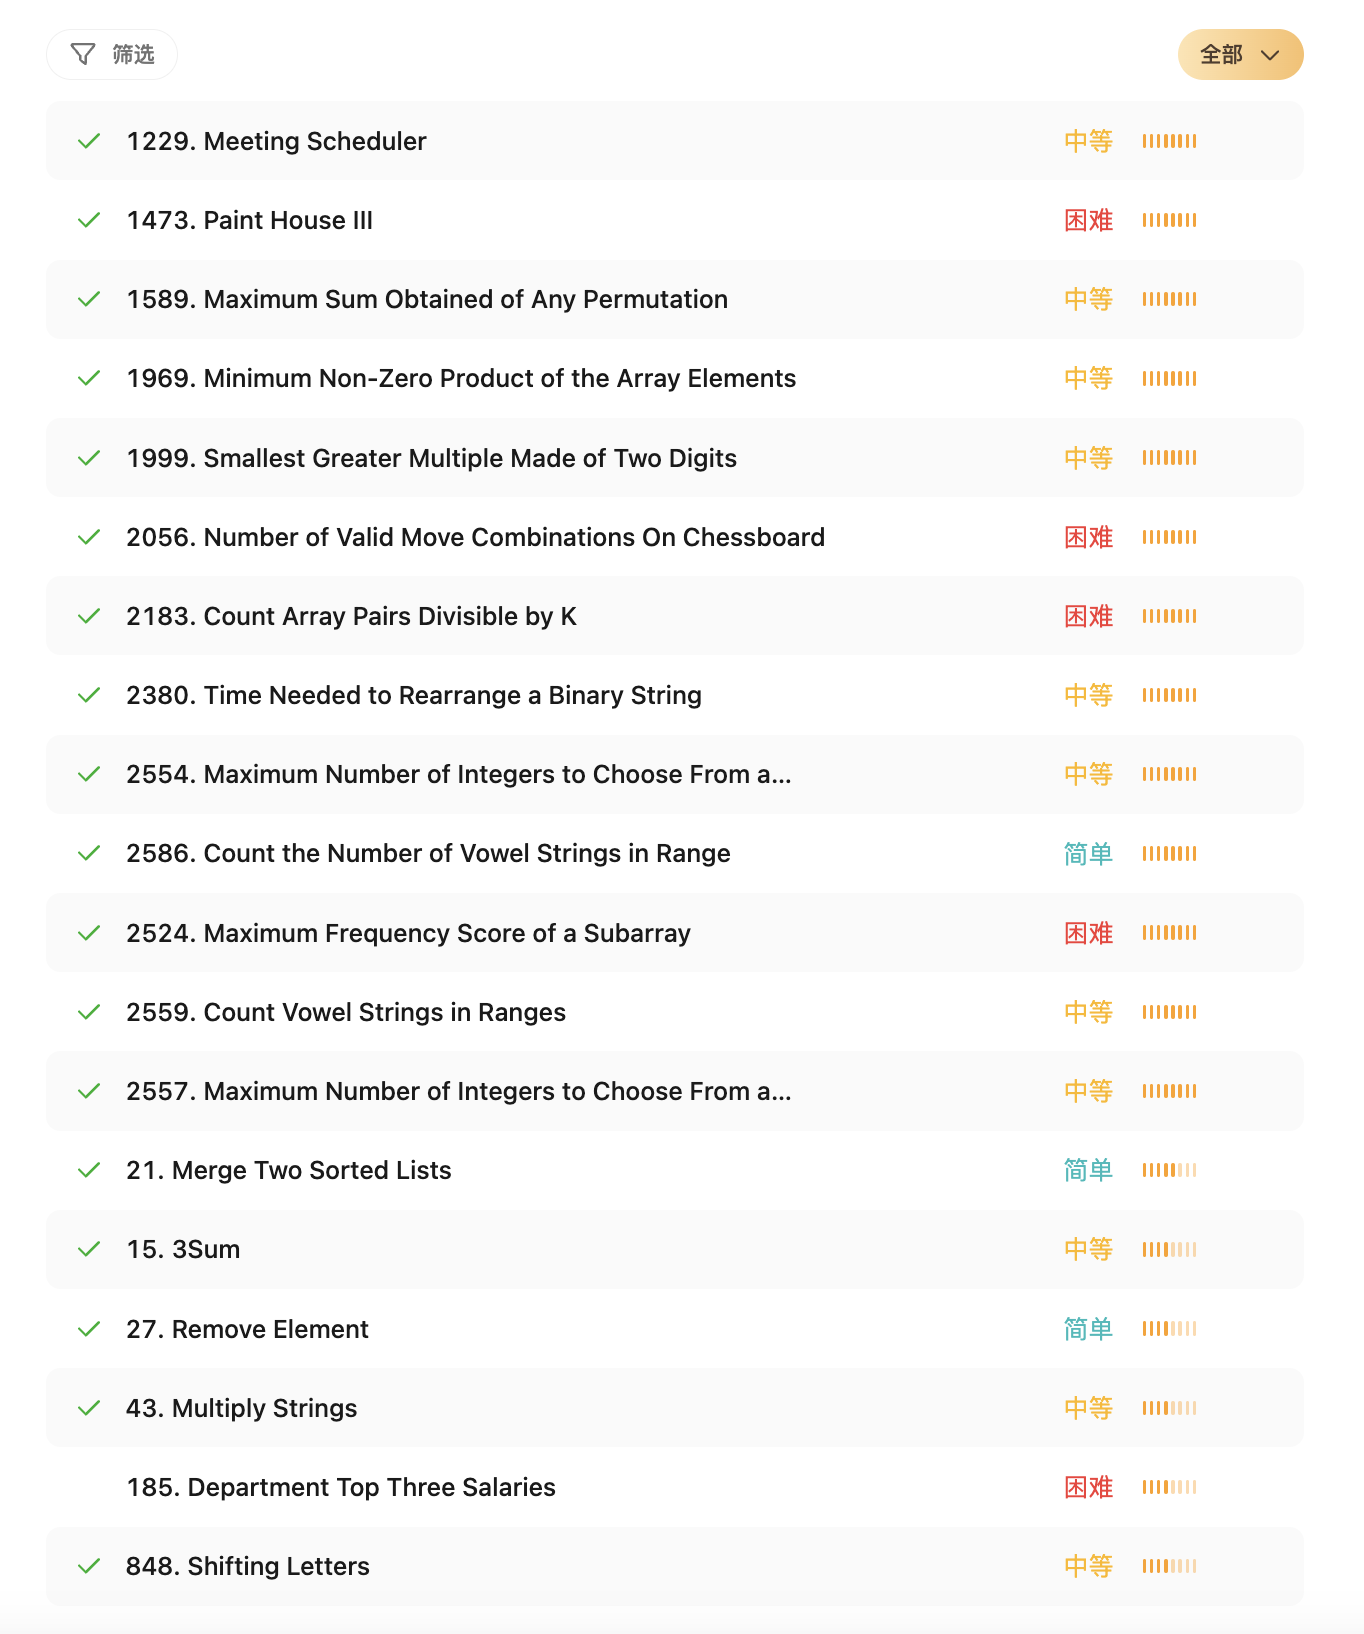 筛选 全部
1229. Meeting Scheduler 中等
1473. Paint House III 困难
1589. Maximum Sum Obtained of Any Permutation 中等
1969. Minimum Non-Zero Product of the Array Elements 中等
1999. Smallest Greater Multiple Made of Two Digits 中等
2056. Number of Valid Move Combinations On Chessboard 困难
2183. Count Array Pairs Divisible by K 困难
2380. Time Needed to Rearrange a Binary String 中等
2554. Maximum Number of Integers to Choose From a... 中等
2586. Count the Number of Vowel Strings in Range 简单
2524. Maximum Frequency Score of a Subarray 困难
2559. Count Vowel Strings in Ranges 中等
2557. Maximum Number of Integers to Choose From a... 中等
21. Merge Two Sorted Lists 简单
15. 3Sum 中等
27. Remove Element 简单
43. Multiply Strings 中等
185. Department Top Three Salaries 困难
848. Shifting Letters 中等